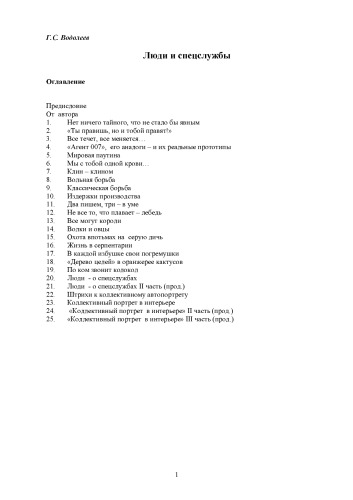 Г.С. Водолеев
Люди и спецслужбы
Оглавление
Предисловие
От автора
1. Нет ничего тайного, что не стало бы явным
2. «Ты правишь, но и тобой правят!»
3. Все течет, все меняется…
4. «Агент 007», его аналоги – и их реальные прототипы
5. Мировая паутина
6. Мы с тобой одной крови…
7. Клин – клином
8. Вольная борьба
9. Классическая борьба
10. Издержки производства
11. Два пишем, три – в уме
12. Не все то, что плавает – лебедь
13. Все могут короли
14. Волки и овцы
15. Охота впотьмах на серую дичь
16. Жизнь в серпентарии
17. В каждой избушке свои погремушки
18. «Дерево целей» в оранжерее кактусов
19. По ком звонит колокол
20. Люди - о спецслужбах
21. Люди - о спецслужбах II часть (прод.)
22. Штрихи к коллективному автопортрету
23. Коллективный портрет в интерьере
24. «Коллективный портрет в интерьере» II часть (прод.)
25. «Коллективный портрет в интерьере» III часть (прод.)
1